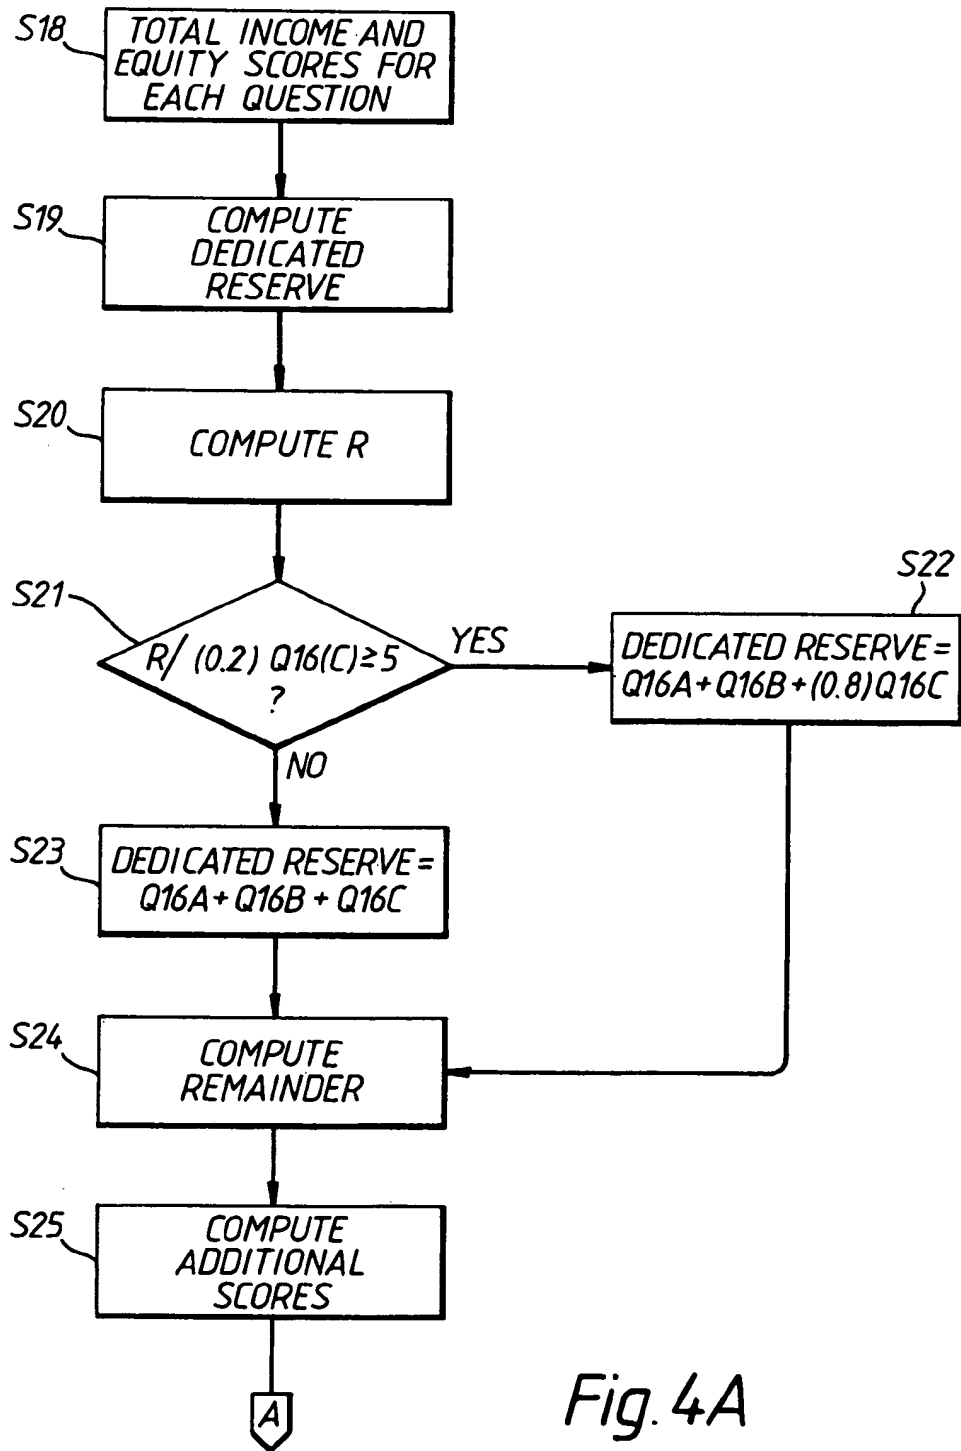 S18
TOTAL INCOME AND
EQUITY SCORES FOR
EACH QUESTION
S19
COMPUTE
DEDICATED
RESERVE
S20
COMPUTE R
S21
R/(0.2) Q16(C)≥5
?
YES
NO
S22
DEDICATED RESERVE=
Q16A+Q16B+(0.8)Q16C
S23
DEDICATED RESERVE=
Q16A+Q16B+Q16C
S24
COMPUTE
REMAINDER
S25
COMPUTE
ADDITIONAL
SCORES
A
Fig. 4A